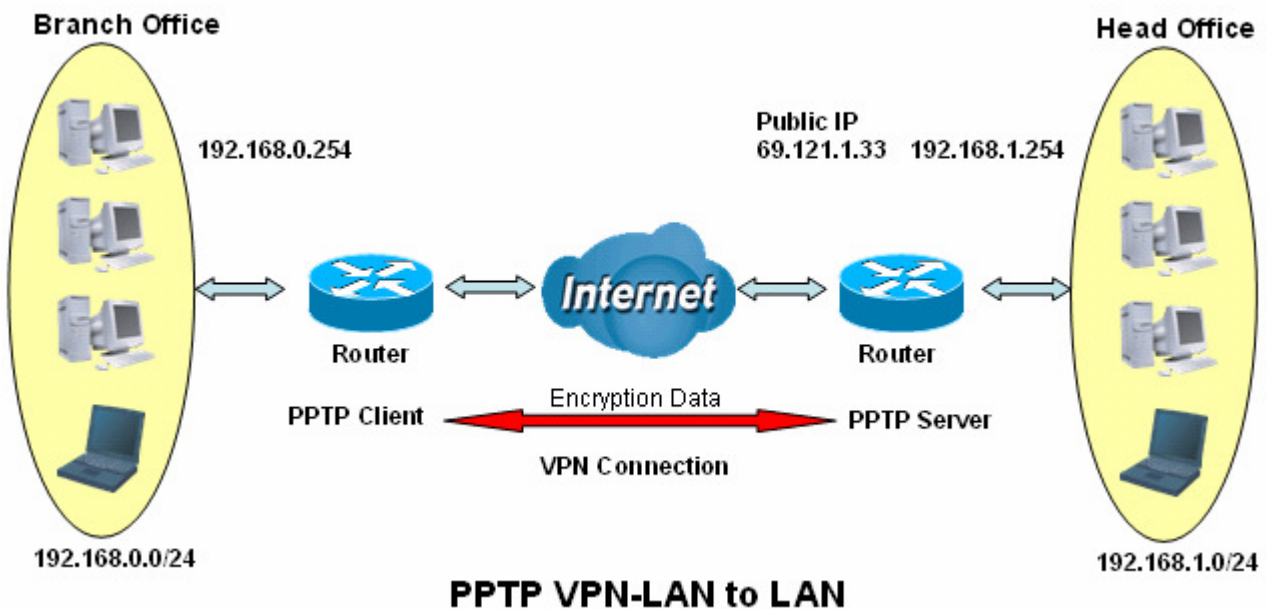 Branch Office
Head Office
Public IP
192.168.0.254
69.121.1.33
192.168.1.254
Internet
Router
Router
Encryption Data
PPTP Client
PPTP Server
VPN Connection
192.168.0.0/24
192.168.1.0/24
PPTP VPN-LAN to LAN